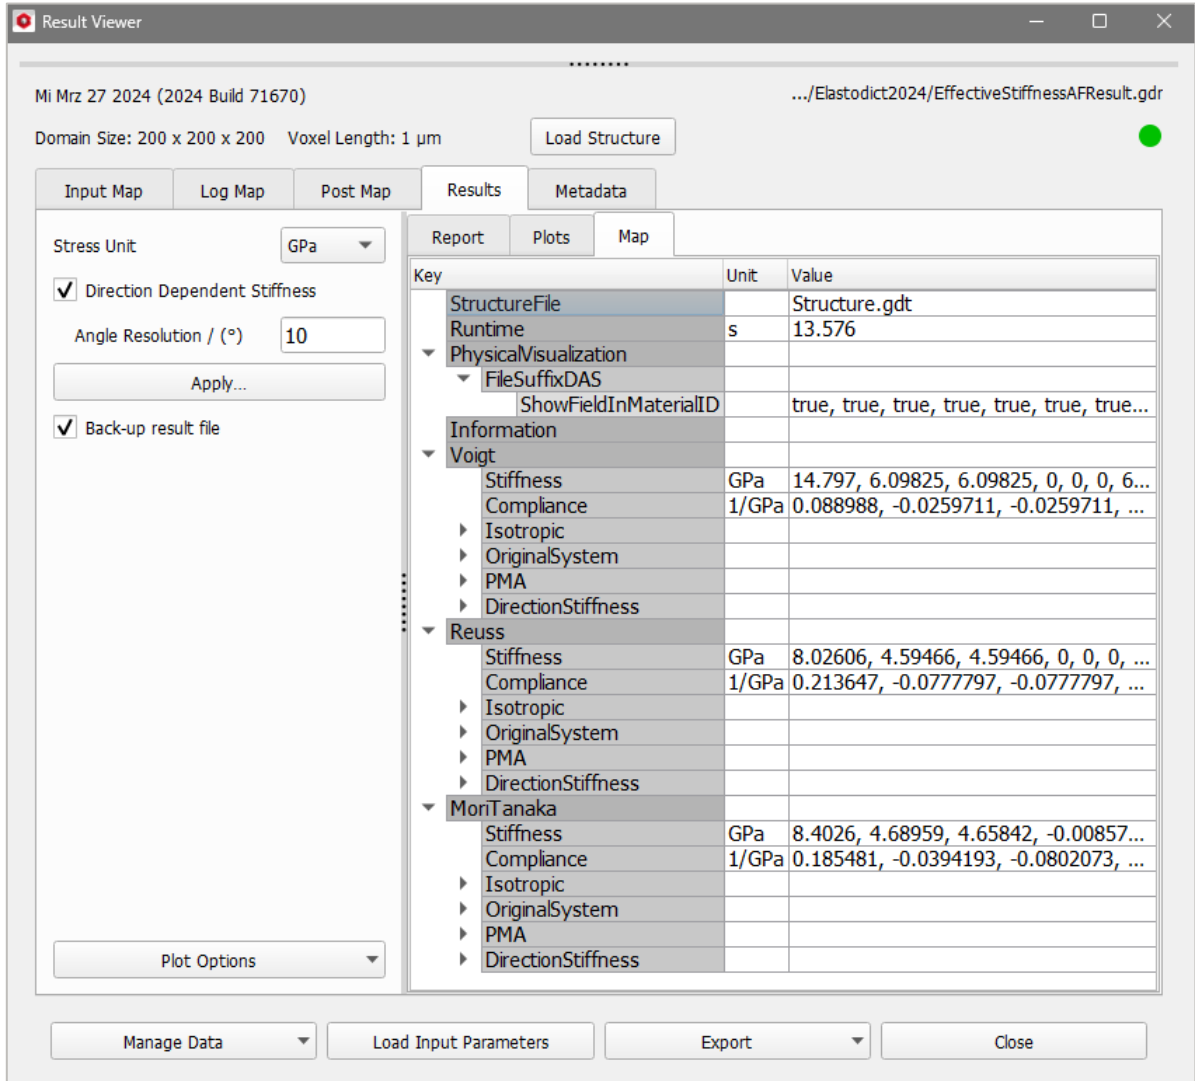 Result Viewer
Mi Mrz 27 2024 (2024 Build 71670)
.../Elastodict2024/EffectiveStiffnessAFResult.gdr
Domain Size: 200 x 200 x 200 Voxel Length: 1 µm
Load Structure
Input Map Log Map Post Map Results Metadata
Stress Unit GPa
Direction Dependent Stiffness
Angle Resolution / (°) 10
Apply...
Back-up result file
Plot Options
Report Plots Map
Key Unit Value
StructureFile Structure.gdt
Runtime s 13.576
PhysicalVisualization
FileSuffixDAS
ShowFieldInMaterialID true, true, true, true, true, true, true...
Information
Voigt
Stiffness GPa 14.797, 6.09825, 6.09825, 0, 0, 0, 6...
Compliance 1/GPa 0.088988, -0.0259711, -0.0259711, ...
Isotropic
OriginalSystem
PMA
DirectionStiffness
Reuss
Stiffness GPa 8.02606, 4.59466, 4.59466, 0, 0, 0, ...
Compliance 1/GPa 0.213647, -0.0777797, -0.0777797, ...
Isotropic
OriginalSystem
PMA
DirectionStiffness
MoriTanaka
Stiffness GPa 8.4026, 4.68959, 4.65842, -0.00857...
Compliance 1/GPa 0.185481, -0.0394193, -0.0802073, ...
Isotropic
OriginalSystem
PMA
DirectionStiffness
Manage Data Load Input Parameters Export Close